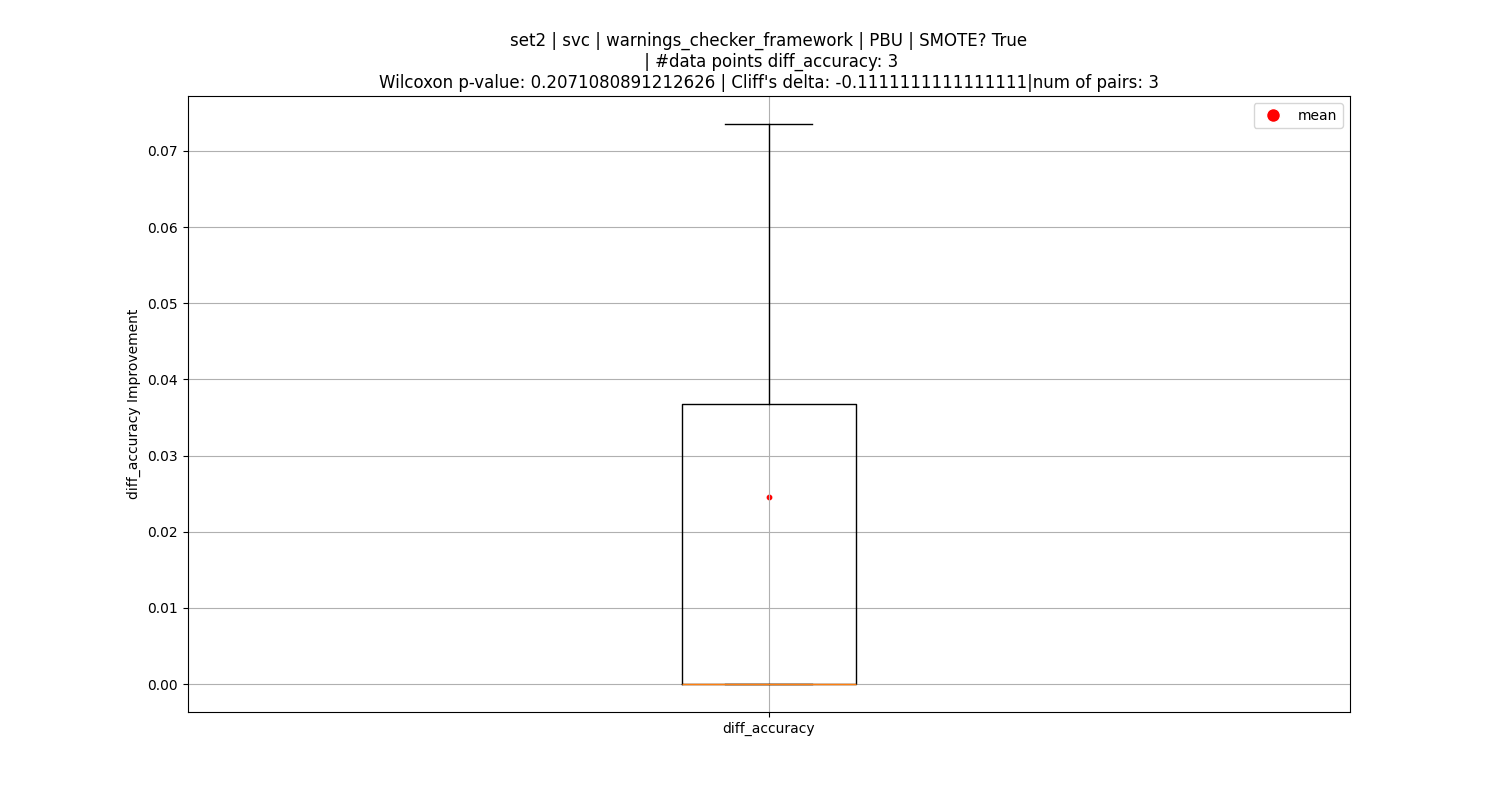 set2 | svc | warnings_checker_framework | PBU | SMOTE? True
| #data points diff_accuracy: 3
Wilcoxon p-value: 0.2071080891212626 | Cliff's delta: -0.1111111111111111|num of pairs: 3
mean
0.07
0.06
0.05
0.04
0.03
0.02
0.01
0.00
diff_accuracy Improvement
diff_accuracy